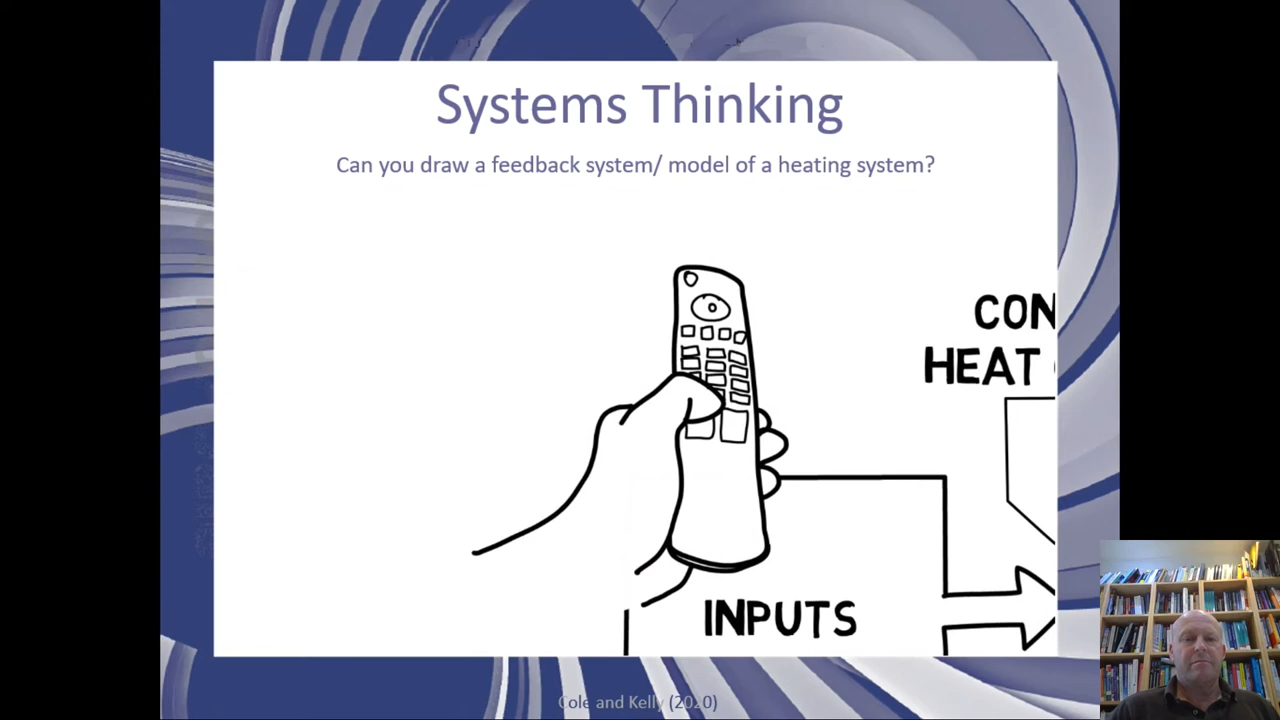 Systems Thinking
Can you draw a feedback system/ model of a heating system?
CON
HEAT
INPUTS
Cole and Kelly (2020)